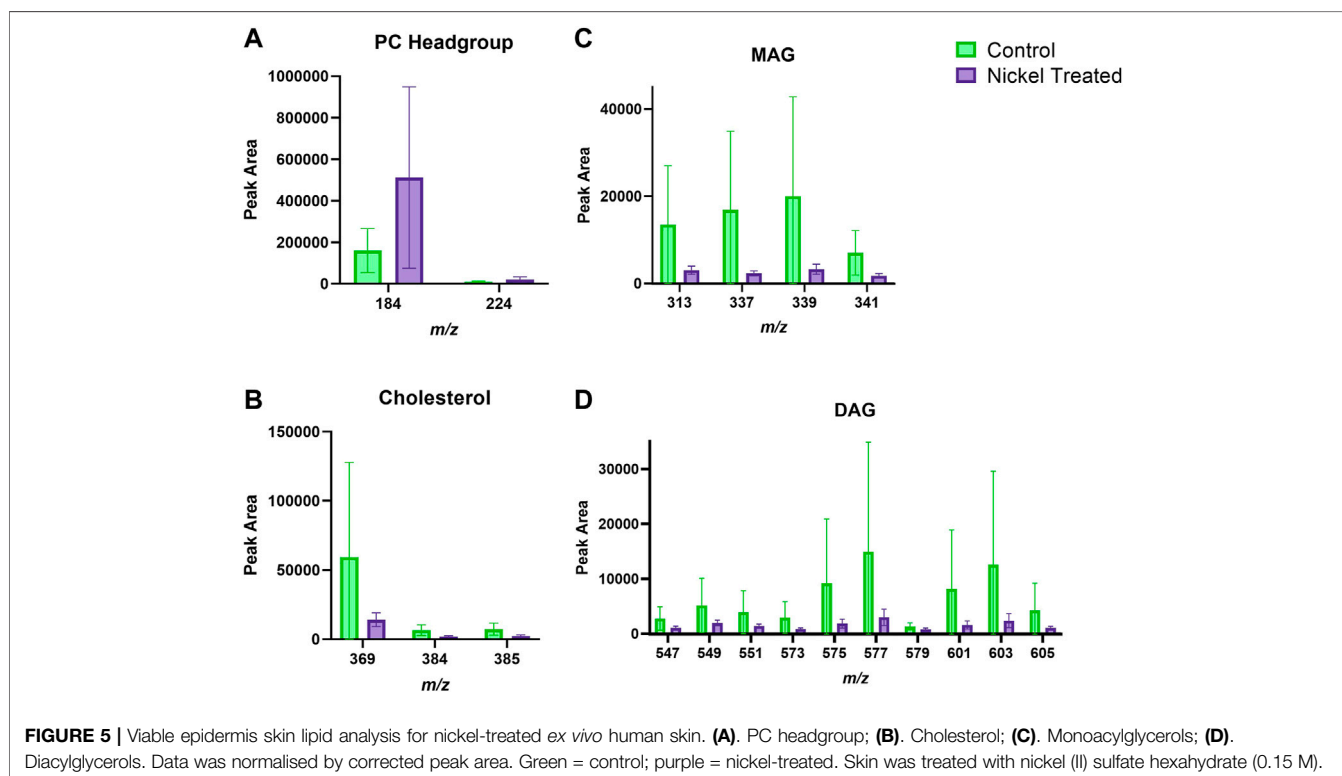 A
PC Headgroup
Peak Area
1000000
800000
600000
400000
200000
0
184
224
m/z
C
MAG
Peak Area
40000
20000
0
313
337
339
341
m/z
Control
Nickel Treated
B
Cholesterol
Peak Area
150000
100000
50000
0
369
384
385
m/z
D
DAG
Peak Area
30000
20000
10000
0
547
549
551
573
575
577
579
601
603
605
m/z
FIGURE 5 | Viable epidermis skin lipid analysis for nickel-treated ex vivo human skin. (A). PC headgroup; (B). Cholesterol; (C). Monoacylglycerols; (D).
Diacylglycerols. Data was normalised by corrected peak area. Green = control; purple = nickel-treated. Skin was treated with nickel (II) sulfate hexahydrate (0.15 M).